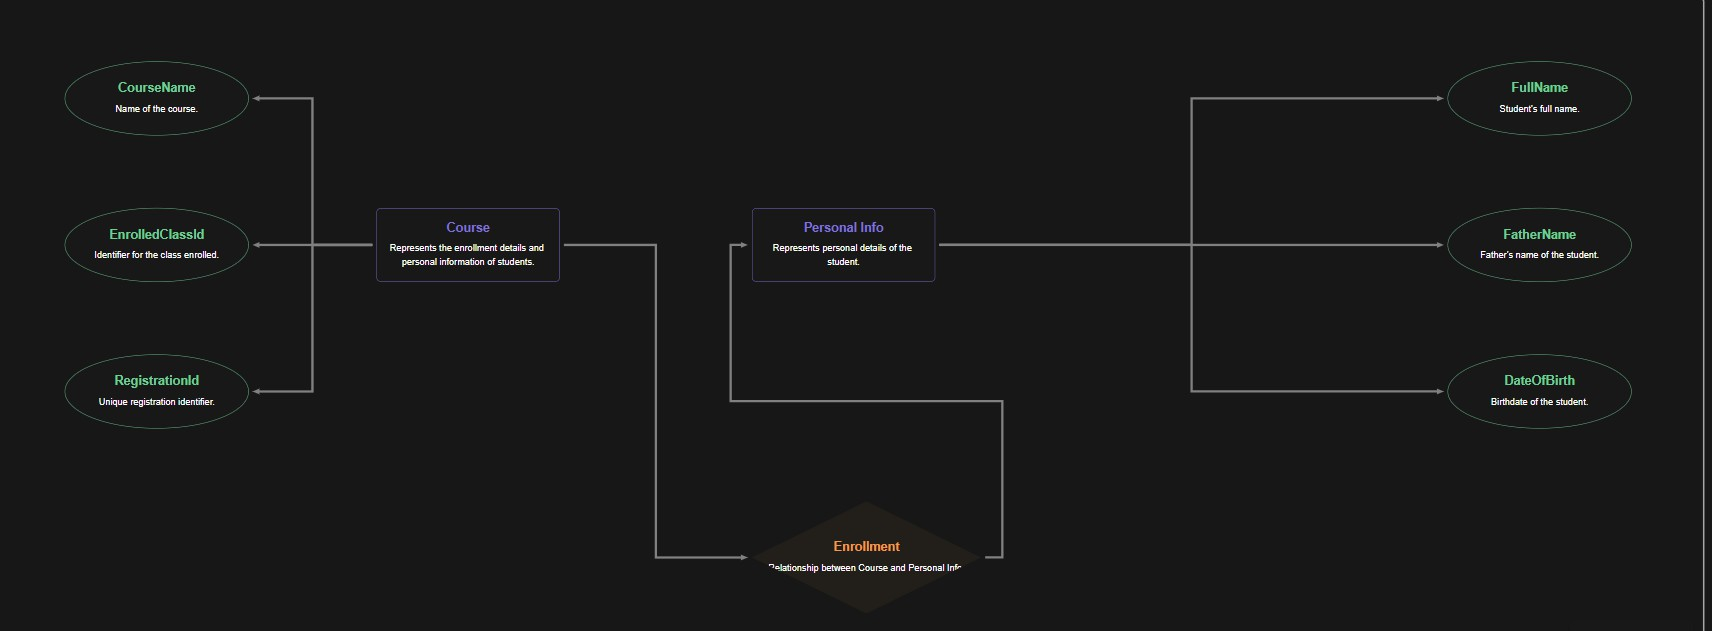 CourseName
Name of the course.
EnrolledClassId
Identifier for the class enrolled.
RegistrationId
Unique registration identifier.
Course
Represents the enrollment details and
personal information of students.
Personal Info
Represents personal details of the
student.
FullName
Student's full name.
FatherName
Father's name of the student.
DateOfBirth
Birthdate of the student.
Enrollment
Relationship between Course and Personal Info